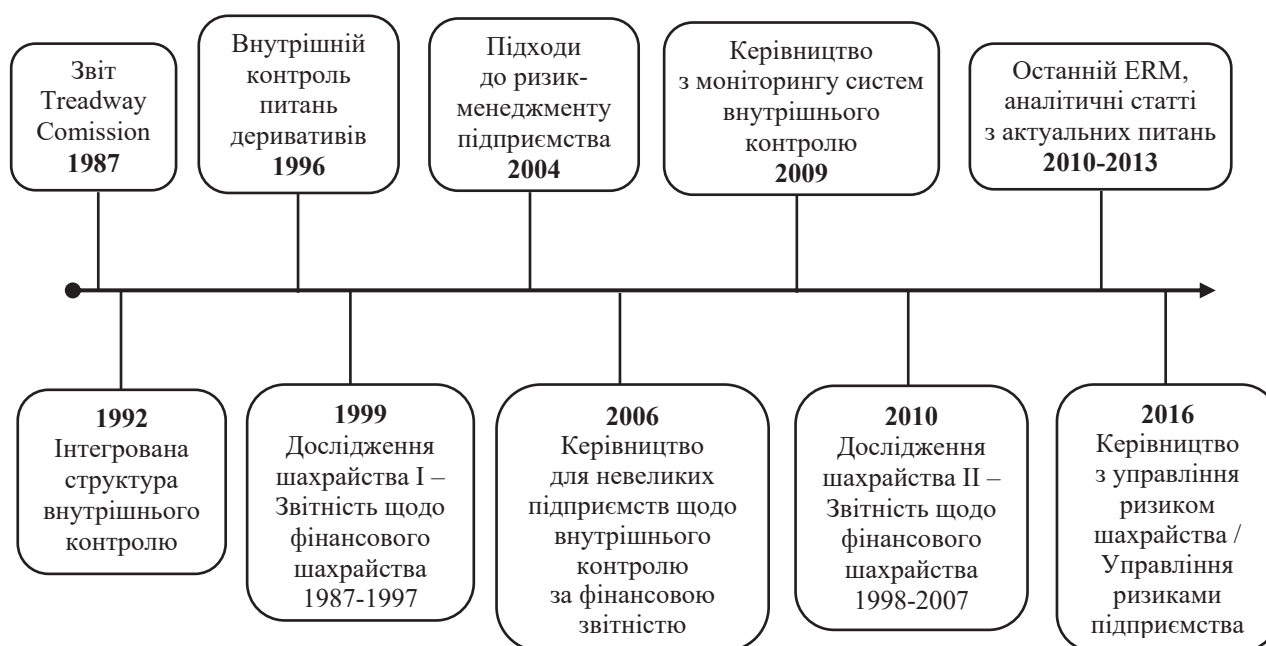 Звіт
Treadway
Comission
1987
Внутрішній
контроль
питань
деривативів
1996
Підходи
до ризик-
менеджменту
підприємства
2004
Керівництво
з моніторингу систем
внутрішнього
контролю
2009
Останній ERM,
аналітичні статті
з актуальних питань
2010-2013
1992
Інтегрована
структура
внутрішнього
контролю
1999
Дослідження
шахрайства I –
Звітність щодо
фінансового
шахрайства
1987-1997
2006
Керівництво
для невеликих
підприємств щодо
внутрішнього
контролю
за фінансовою
звітністю
2010
Дослідження
шахрайства II –
Звітність щодо
фінансового
шахрайства
1998-2007
2016
Керівництво
з управління
ризиком
шахрайства /
Управління
ризиками
підприємства